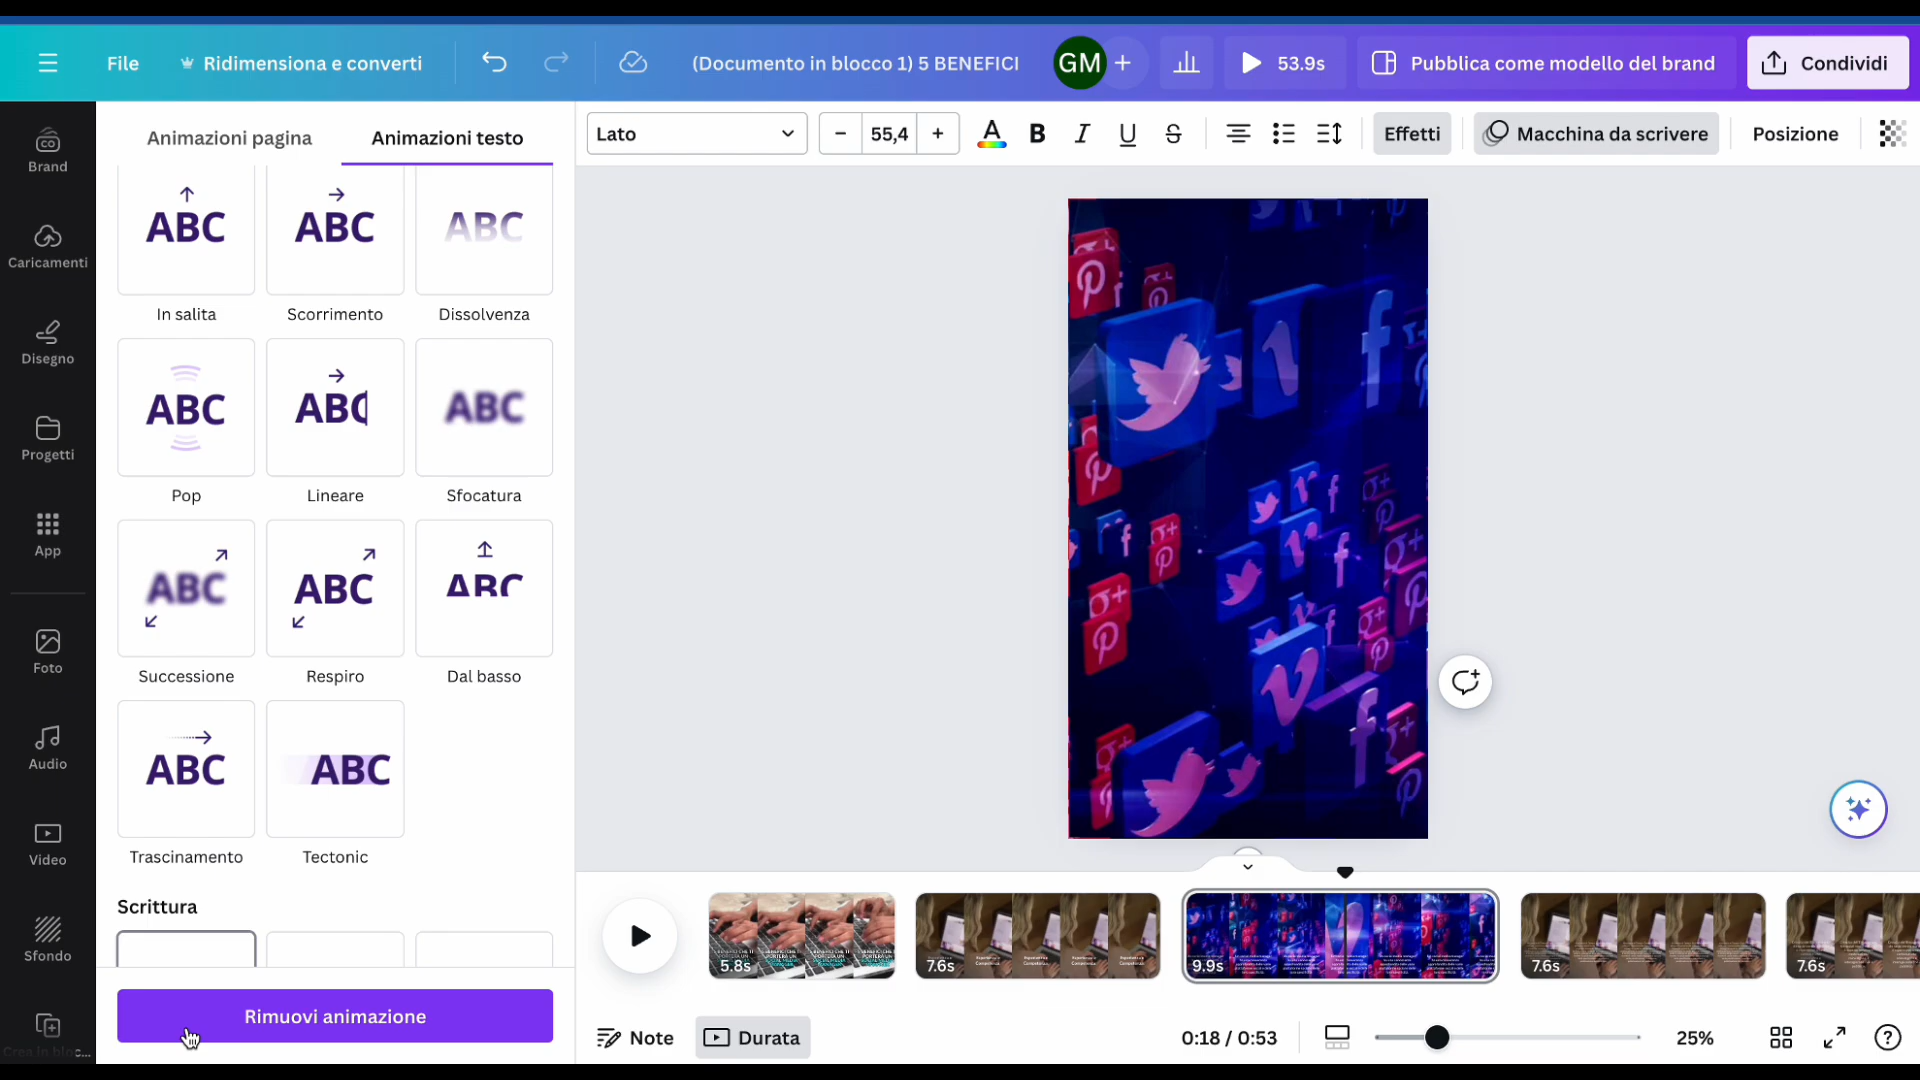 File
Ridimensiona e converti
(Documento in blocco 1) 5 BENEFICI
GM
53.9s
Pubblica come modello del brand
Condividi
Brand
Caricamenti
Disegno
Progetti
App
Foto
Audio
Video
Sfondo
Animazioni pagina
Animazioni testo
ABC
ABC
ABC
In salita
Scorrimento
Dissolvenza
ABC
ABC
ABC
Pop
Lineare
Sfocatura
ABC
ABC
ABC
Successione
Respiro
Dal basso
ABC
ABC
Trascinamento
Tectonic
Scrittura
Rimuovi animazione
Lato
55,4
A
B
I
U
S
Effetti
Macchina da scrivere
Posizione
5.8s
7.6s
9.9s
7.6s
7.6s
Note
Durata
0:18 / 0:53
25%